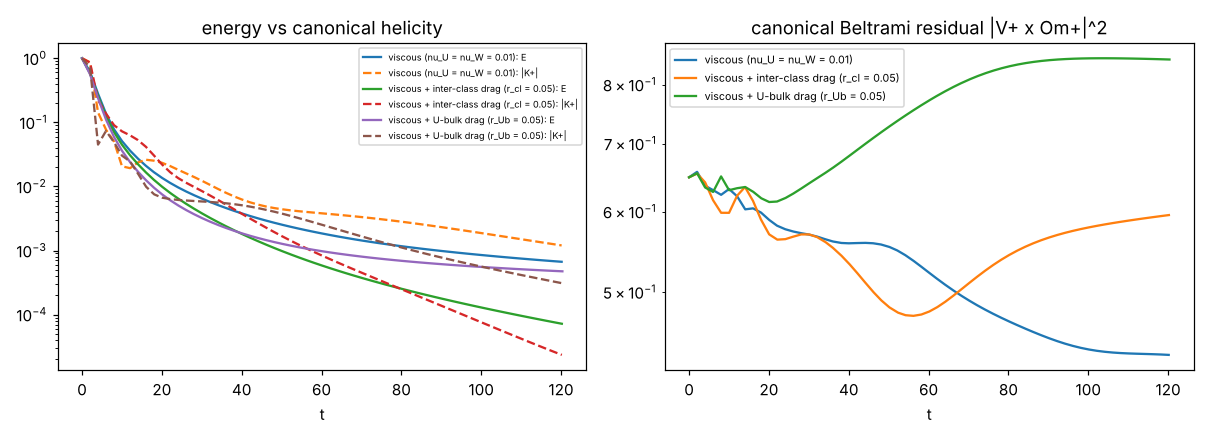 energy vs canonical helicity
10⁰
10⁻¹
10⁻²
10⁻³
10⁻⁴
viscous (nu_U = nu_W = 0.01): E
viscous (nu_U = nu_W = 0.01): |K+|
viscous + inter-class drag (r_cl = 0.05): E
viscous + inter-class drag (r_cl = 0.05): |K+|
viscous + U-bulk drag (r_Ub = 0.05): E
viscous + U-bulk drag (r_Ub = 0.05): |K+|
0 20 40 60 80 100 120
t
canonical Beltrami residual |V+ x Om+|^2
8 × 10⁻¹
7 × 10⁻¹
6 × 10⁻¹
5 × 10⁻¹
viscous (nu_U = nu_W = 0.01)
viscous + inter-class drag (r_cl = 0.05)
viscous + U-bulk drag (r_Ub = 0.05)
0 20 40 60 80 100 120
t